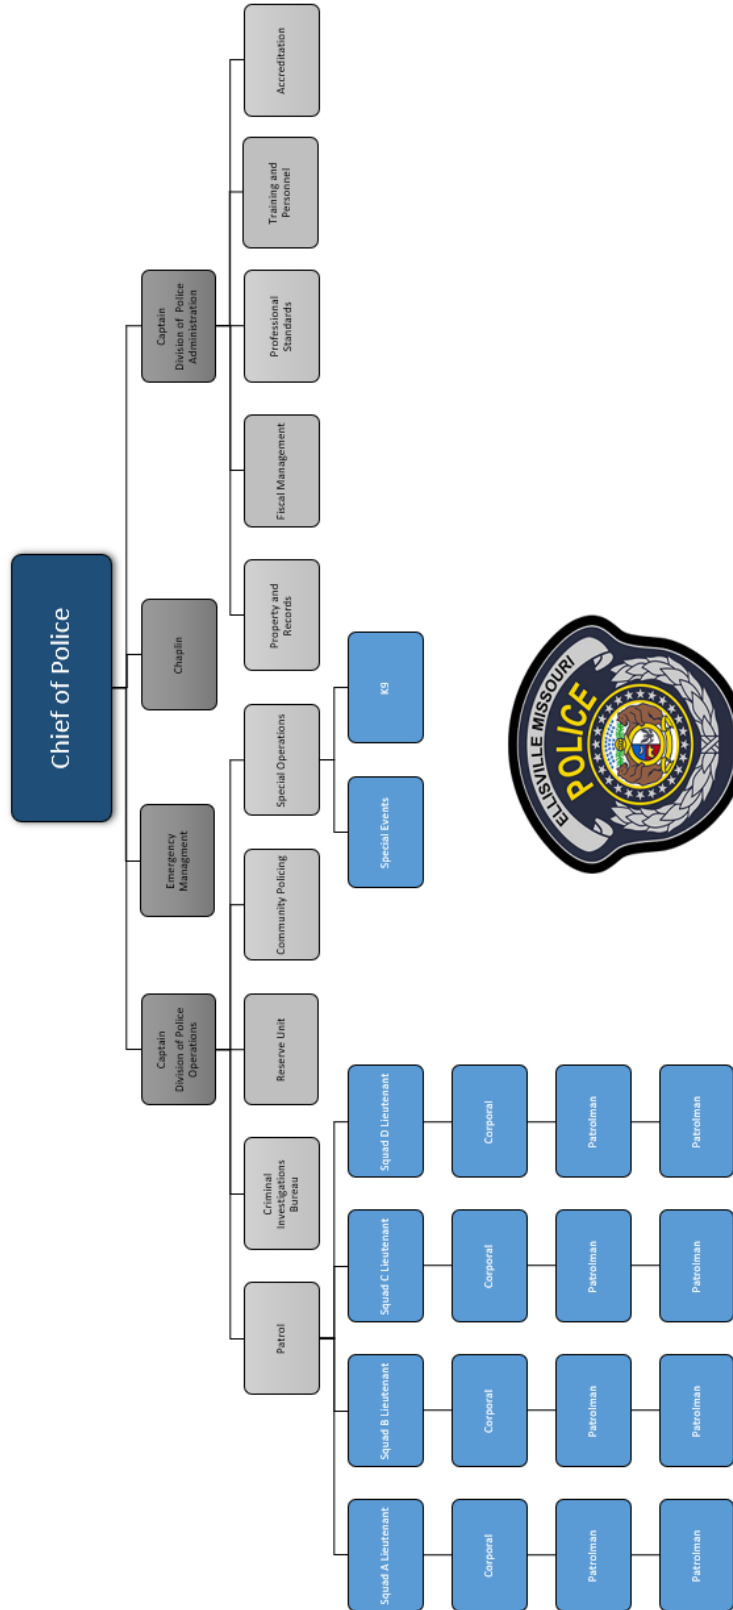 Chief of Police
Captain
Division of Police
Operations
Emergency
Managment
Chaplin
Captain
Division of  Police
Administration
Patrol
Criminal
Investigations
Bureau
Reserve Unit
Community Policing
Special Operations
Property and
Records
Fiscal Management
Professional
Standards
Training and
Personnel
Accreditation
Squad A Lieutenant
Squad B Lieutenant
Squad C Lieutenant
Squad D Lieutenant
Special Events
K9
Corporal
Corporal
Corporal
Corporal
Patrolman
Patrolman
Patrolman
Patrolman
Patrolman
Patrolman
Patrolman
Patrolman
ELLISVILLE MISSOURI
POLICE